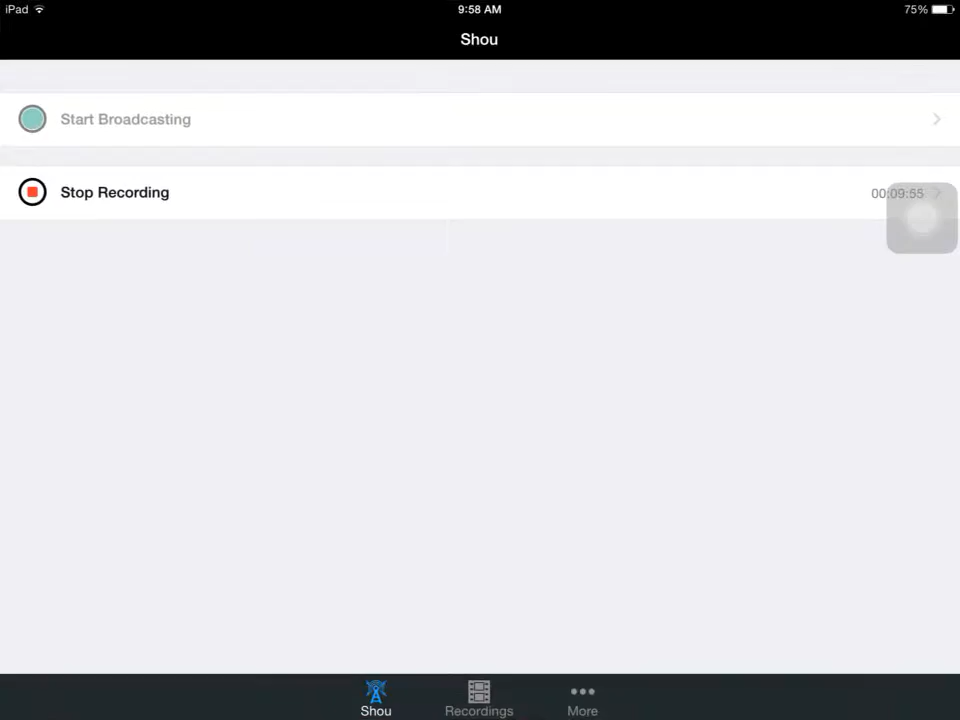 iPad 9:58 AM 75%
Shou
Start Broadcasting
Stop Recording 00:09:55
Shou Recordings More